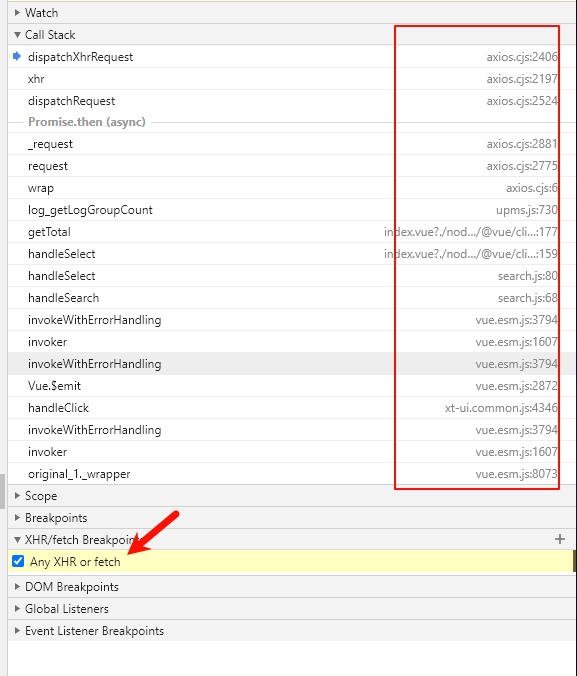 Watch
Call Stack
dispatchXhrRequest axios.cjs:2406
xhr axios.cjs:2197
dispatchRequest axios.cjs:2524
Promise.then (async)
_request axios.cjs:2881
request axios.cjs:2775
wrap axios.cjs:6
log_getLogGroupCount upms.js:730
getTotal index.vue?./nod.../@vue/cli...:177
handleSelect index.vue?./nod.../@vue/cli...:159
handleSelect search.js:80
handleSearch search.js:68
invokeWithErrorHandling vue.esm.js:3794
invoker vue.esm.js:1607
invokeWithErrorHandling vue.esm.js:3794
Vue.$emit vue.esm.js:2872
handleClick xt-ui.common.js:4346
invokeWithErrorHandling vue.esm.js:3794
invoker vue.esm.js:1607
original_1._wrapper vue.esm.js:8073
Scope
Breakpoints
XHR/fetch Breakpoints
Any XHR or fetch
DOM Breakpoints
Global Listeners
Event Listener Breakpoints